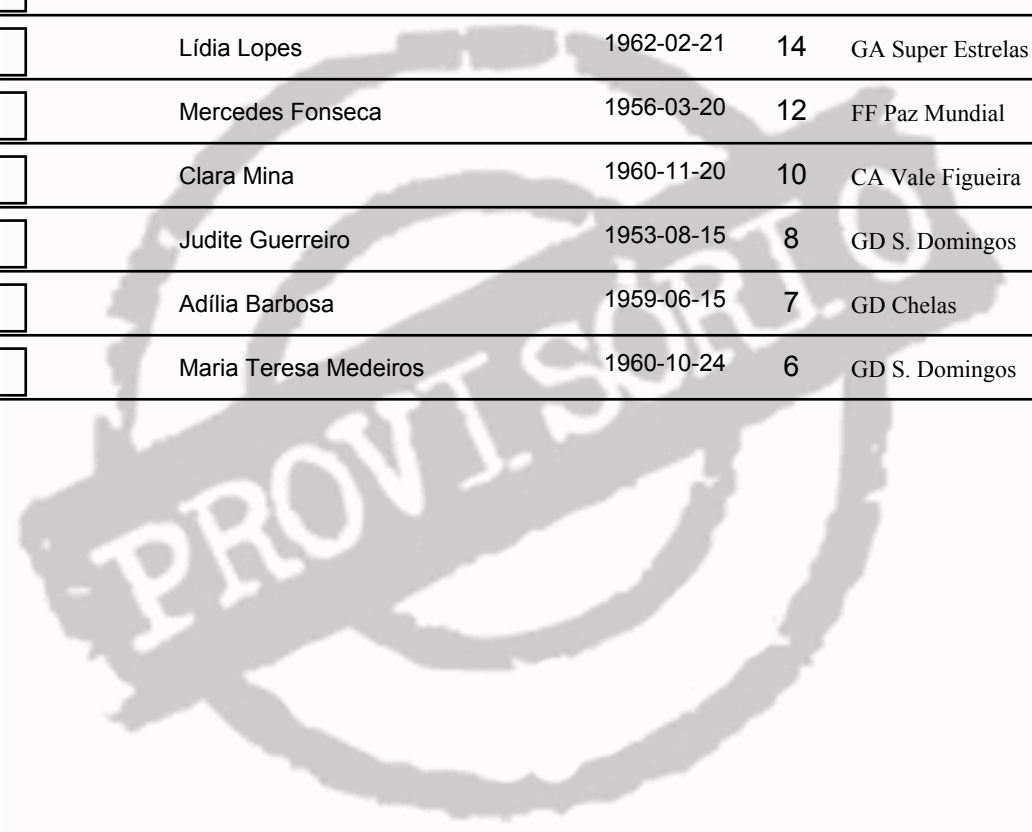 Lídia Lopes 1962-02-21 14 GA Super Estrelas
Mercedes Fonseca 1956-03-20 12 FF Paz Mundial
Clara Mina 1960-11-20 10 CA Vale Figueira
Judite Guerreiro 1953-08-15 8 GD S. Domingos
Adília Barbosa 1959-06-15 7 GD Chelas
Maria Teresa Medeiros 1960-10-24 6 GD S. Domingos
PROVISÓRIO